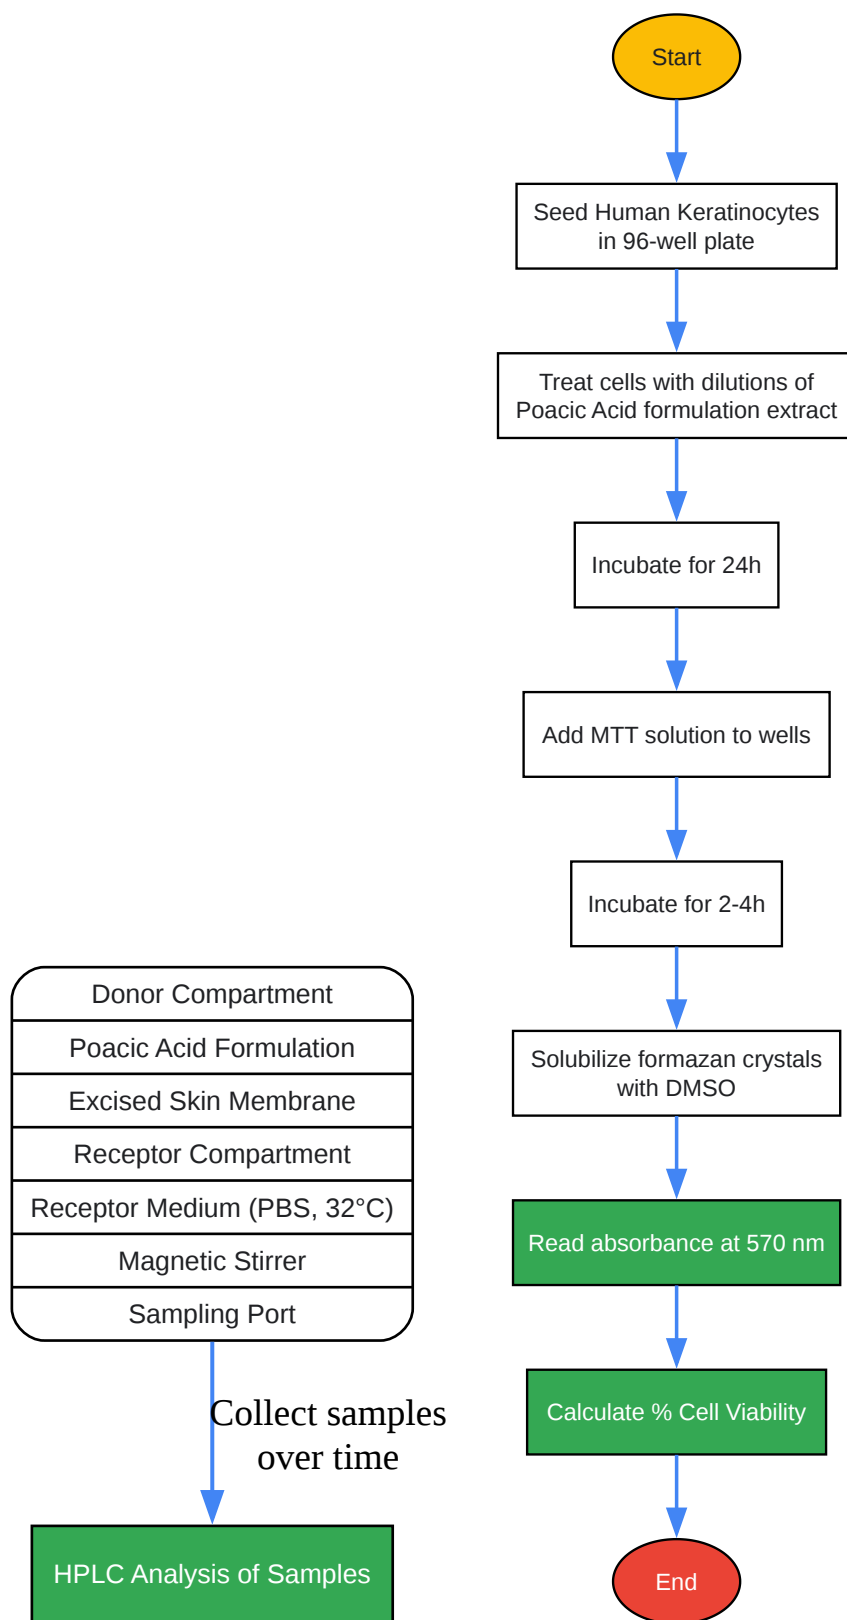 Start
Seed Human Keratinocytes
in 96-well plate
Treat cells with dilutions of
Poacic Acid formulation extract
Incubate for 24h
Add MTT solution to wells
Incubate for 2-4h
Solubilize formazan crystals
with DMSO
Read absorbance at 570 nm
Calculate % Cell Viability
End
Donor Compartment
Poacic Acid Formulation
Excised Skin Membrane
Receptor Compartment
Receptor Medium (PBS, 32°C)
Magnetic Stirrer
Sampling Port
Collect samples
over time
HPLC Analysis of Samples